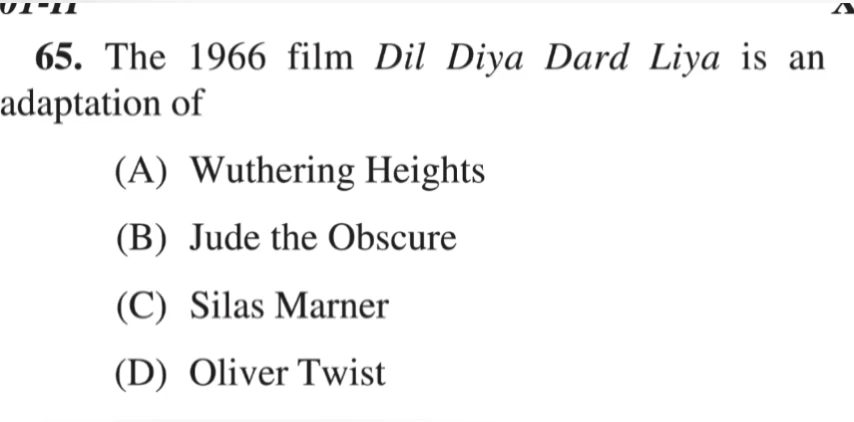 65. The 1966 film Dil Diya Dard Liya is an
adaptation of
(A) Wuthering Heights
(B) Jude the Obscure
(C) Silas Marner
(D) Oliver Twist